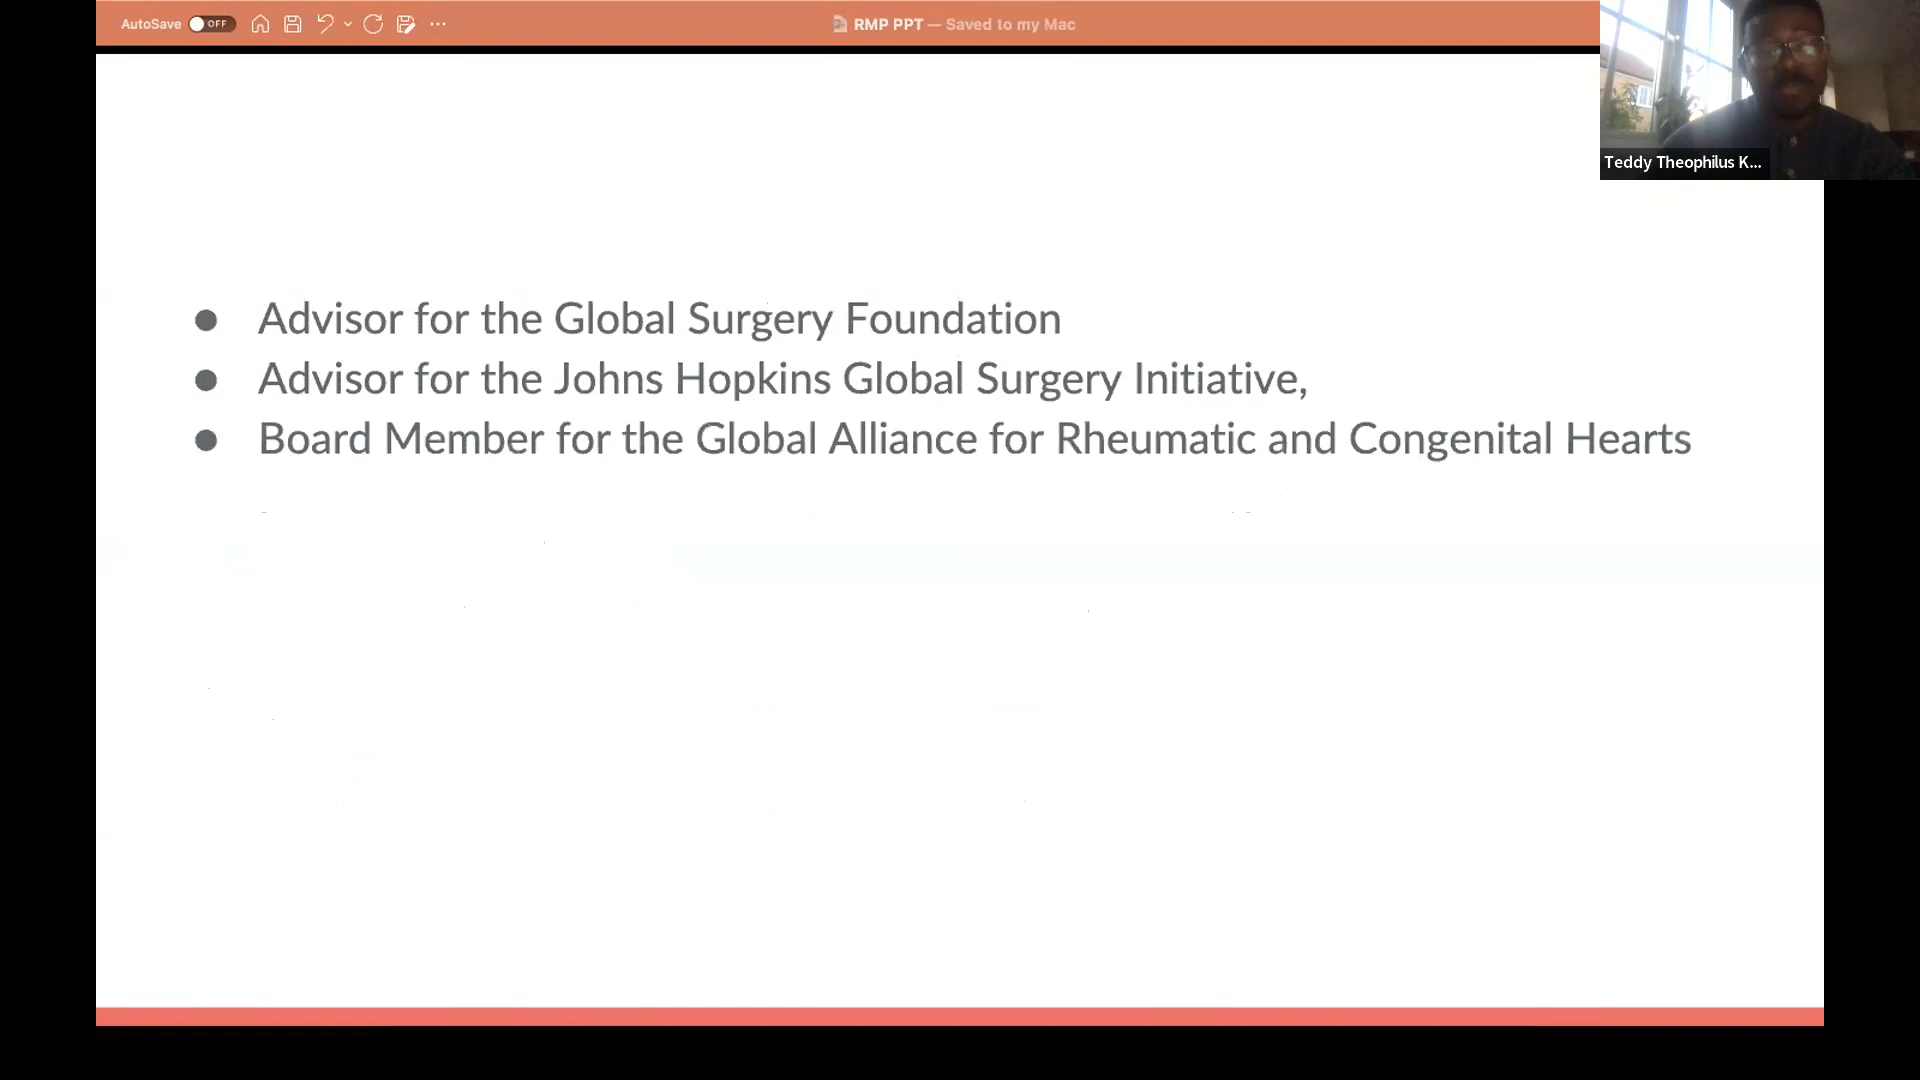 AutoSave OFF
RMP PPT — Saved to my Mac
Teddy Theophilus K...
● Advisor for the Global Surgery Foundation
● Advisor for the Johns Hopkins Global Surgery Initiative,
● Board Member for the Global Alliance for Rheumatic and Congenital Hearts